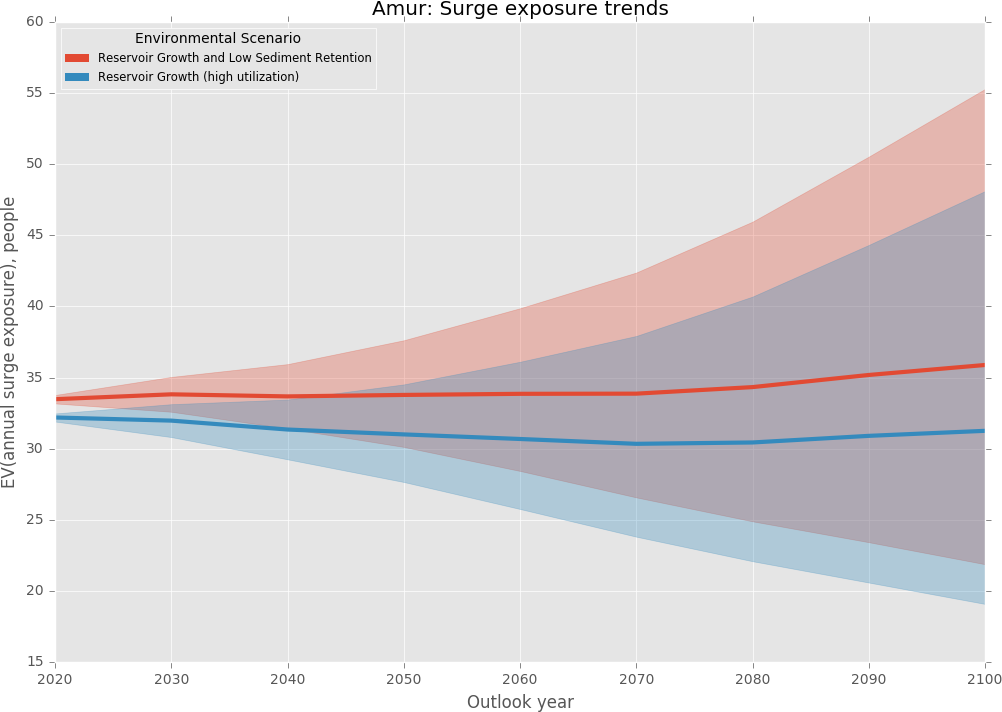 Amur: Surge exposure trends
Environmental Scenario
Reservoir Growth and Low Sediment Retention
Reservoir Growth (high utilization)
EV(annual surge exposure), people
60
55
50
45
40
35
30
25
20
15
2020 2030 2040 2050 2060 2070 2080 2090 2100
Outlook year